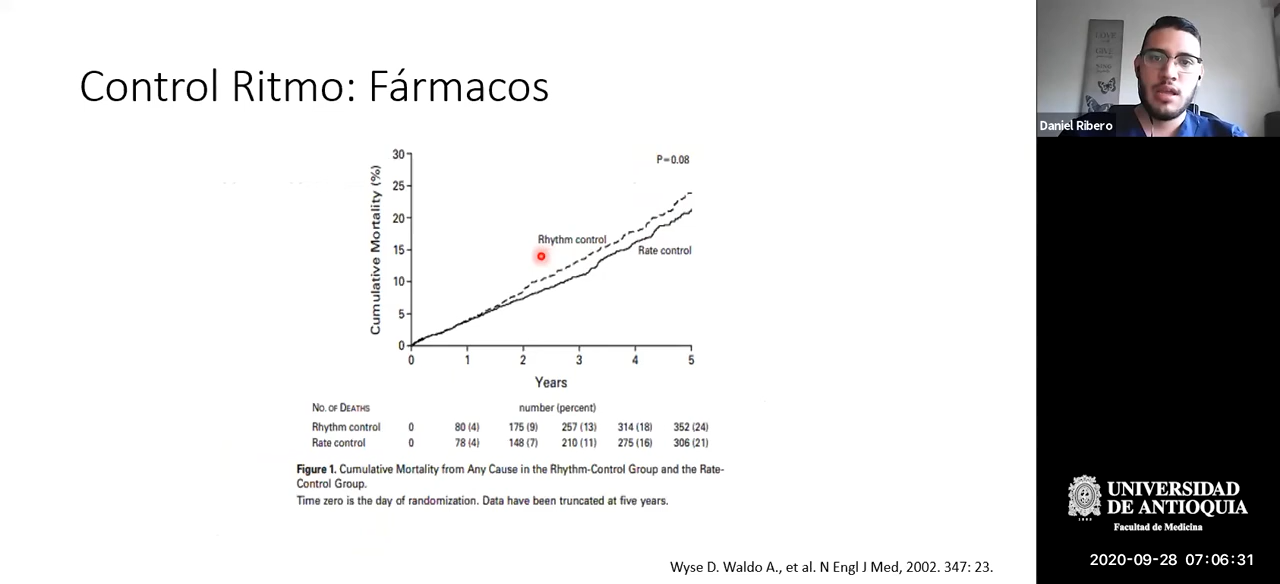 Control Ritmo: Fármacos
LOVE
GIVE
Daniel Ribero
Cumulative Mortality (%)
30
25
20
15
10
5
0
P=0.08
Rhythm control
Rate control
0 1 2 3 4 5
Years
NO. OF DEATHS number (percent)
Rhythm control 0 80 (4) 175 (9) 257 (13) 314 (18) 352 (24)
Rate control 0 78 (4) 148 (7) 210 (11) 275 (16) 306 (21)
Figure 1. Cumulative Mortality from Any Cause in the Rhythm-Control Group and the Rate-
Control Group.
Time zero is the day of randomization. Data have been truncated at five years.
Wyse D. Waldo A., et al. N Engl J Med, 2002. 347: 23.
UNIVERSIDAD
DE ANTIOQUIA
1803
Facultad de Medicina
2020-09-28 07:06:31